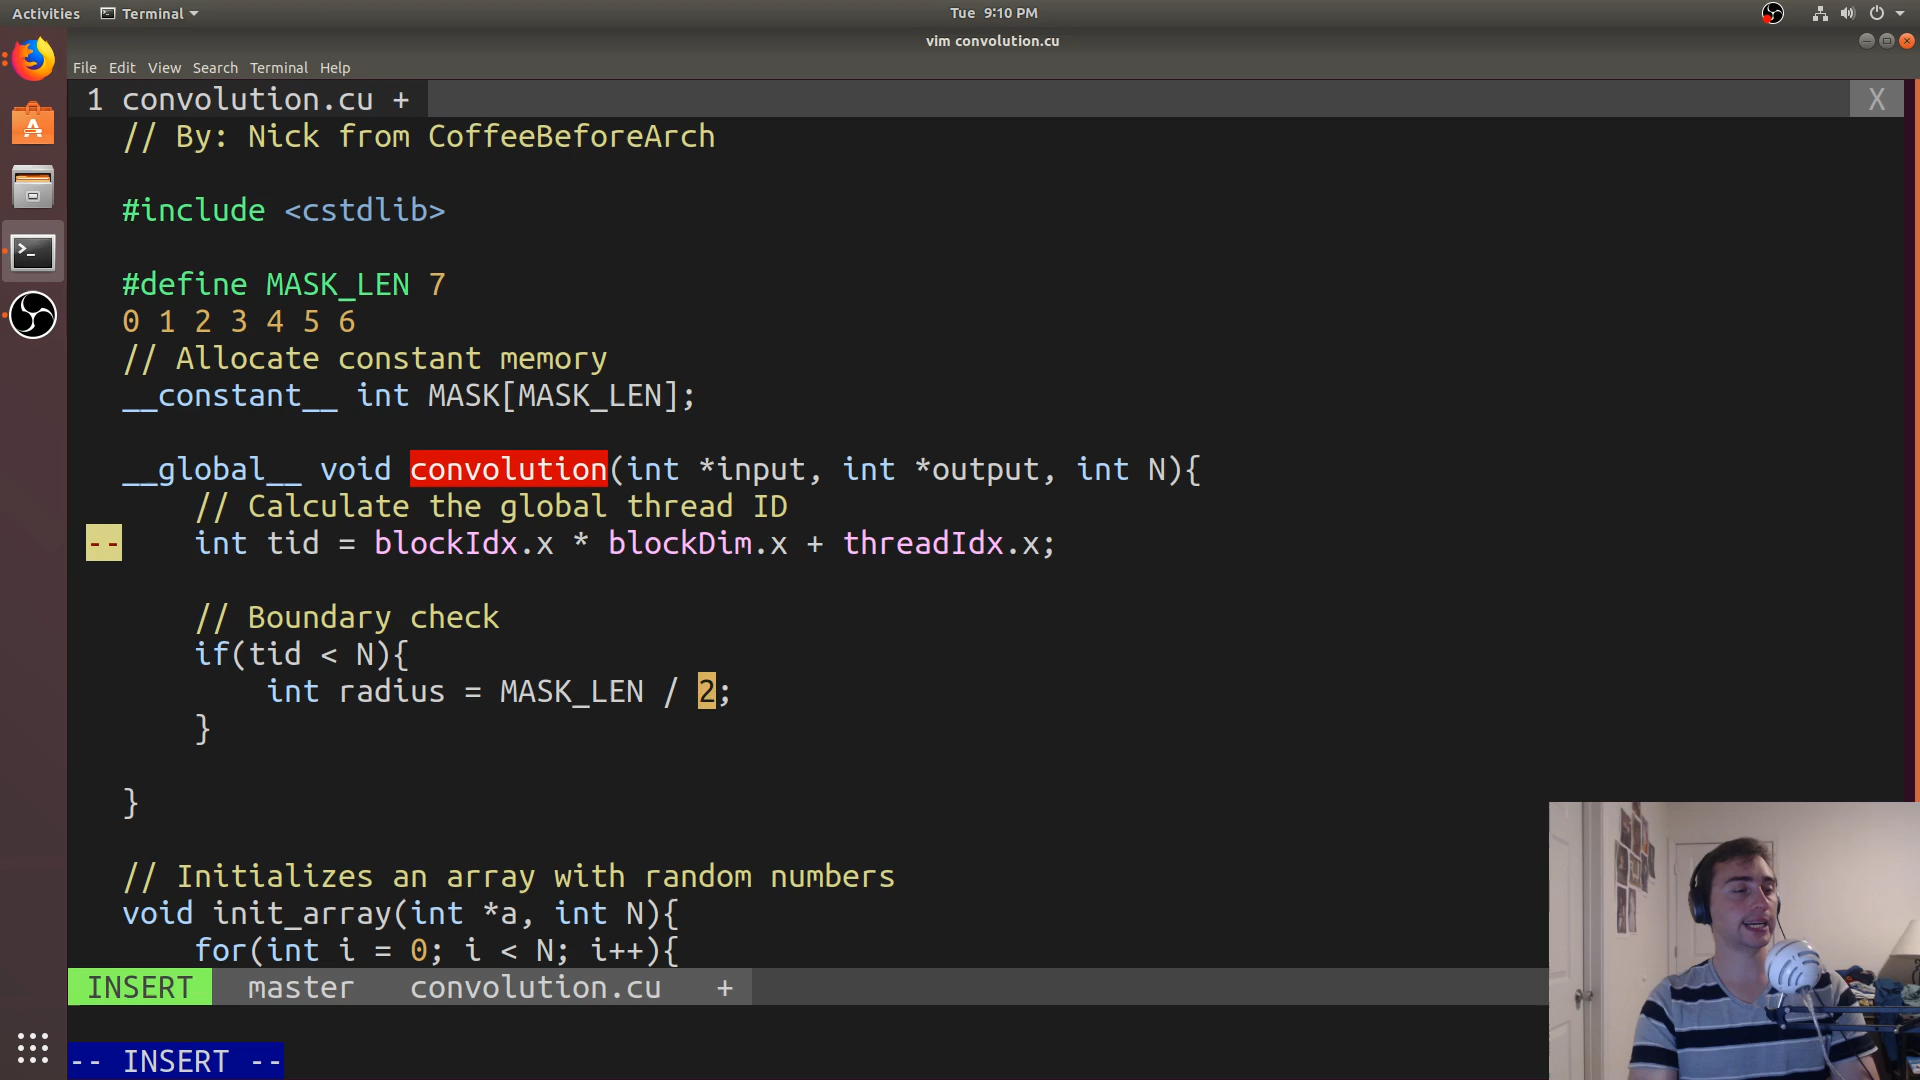 Activities Terminal Tue 9:10 PM
vim convolution.cu
File Edit View Search Terminal Help
1 convolution.cu + X
// By: Nick from CoffeeBeforeArch
#include <cstdlib>
#define MASK_LEN 7
0 1 2 3 4 5 6
// Allocate constant memory
__constant__ int MASK[MASK_LEN];
__global__ void convolution(int *input, int *output, int N){
// Calculate the global thread ID
-- int tid = blockIdx.x * blockDim.x + threadIdx.x;
// Boundary check
if(tid < N){
int radius = MASK_LEN / 2;
}
}
// Initializes an array with random numbers
void init_array(int *a, int N){
for(int i = 0; i < N; i++){
INSERT master convolution.cu +
-- INSERT --